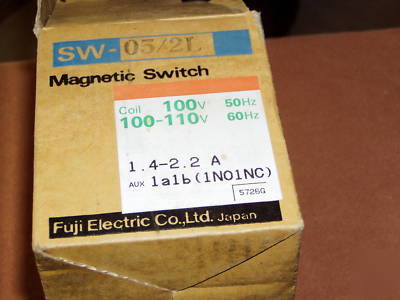 SW-05/2L
Magnetic Switch
Coil 100V 50Hz
100-110V 60Hz
1.4-2.2 A
AUX 1a1b(1NO1NC)
5726G
Fuji Electric Co.,Ltd. Japan